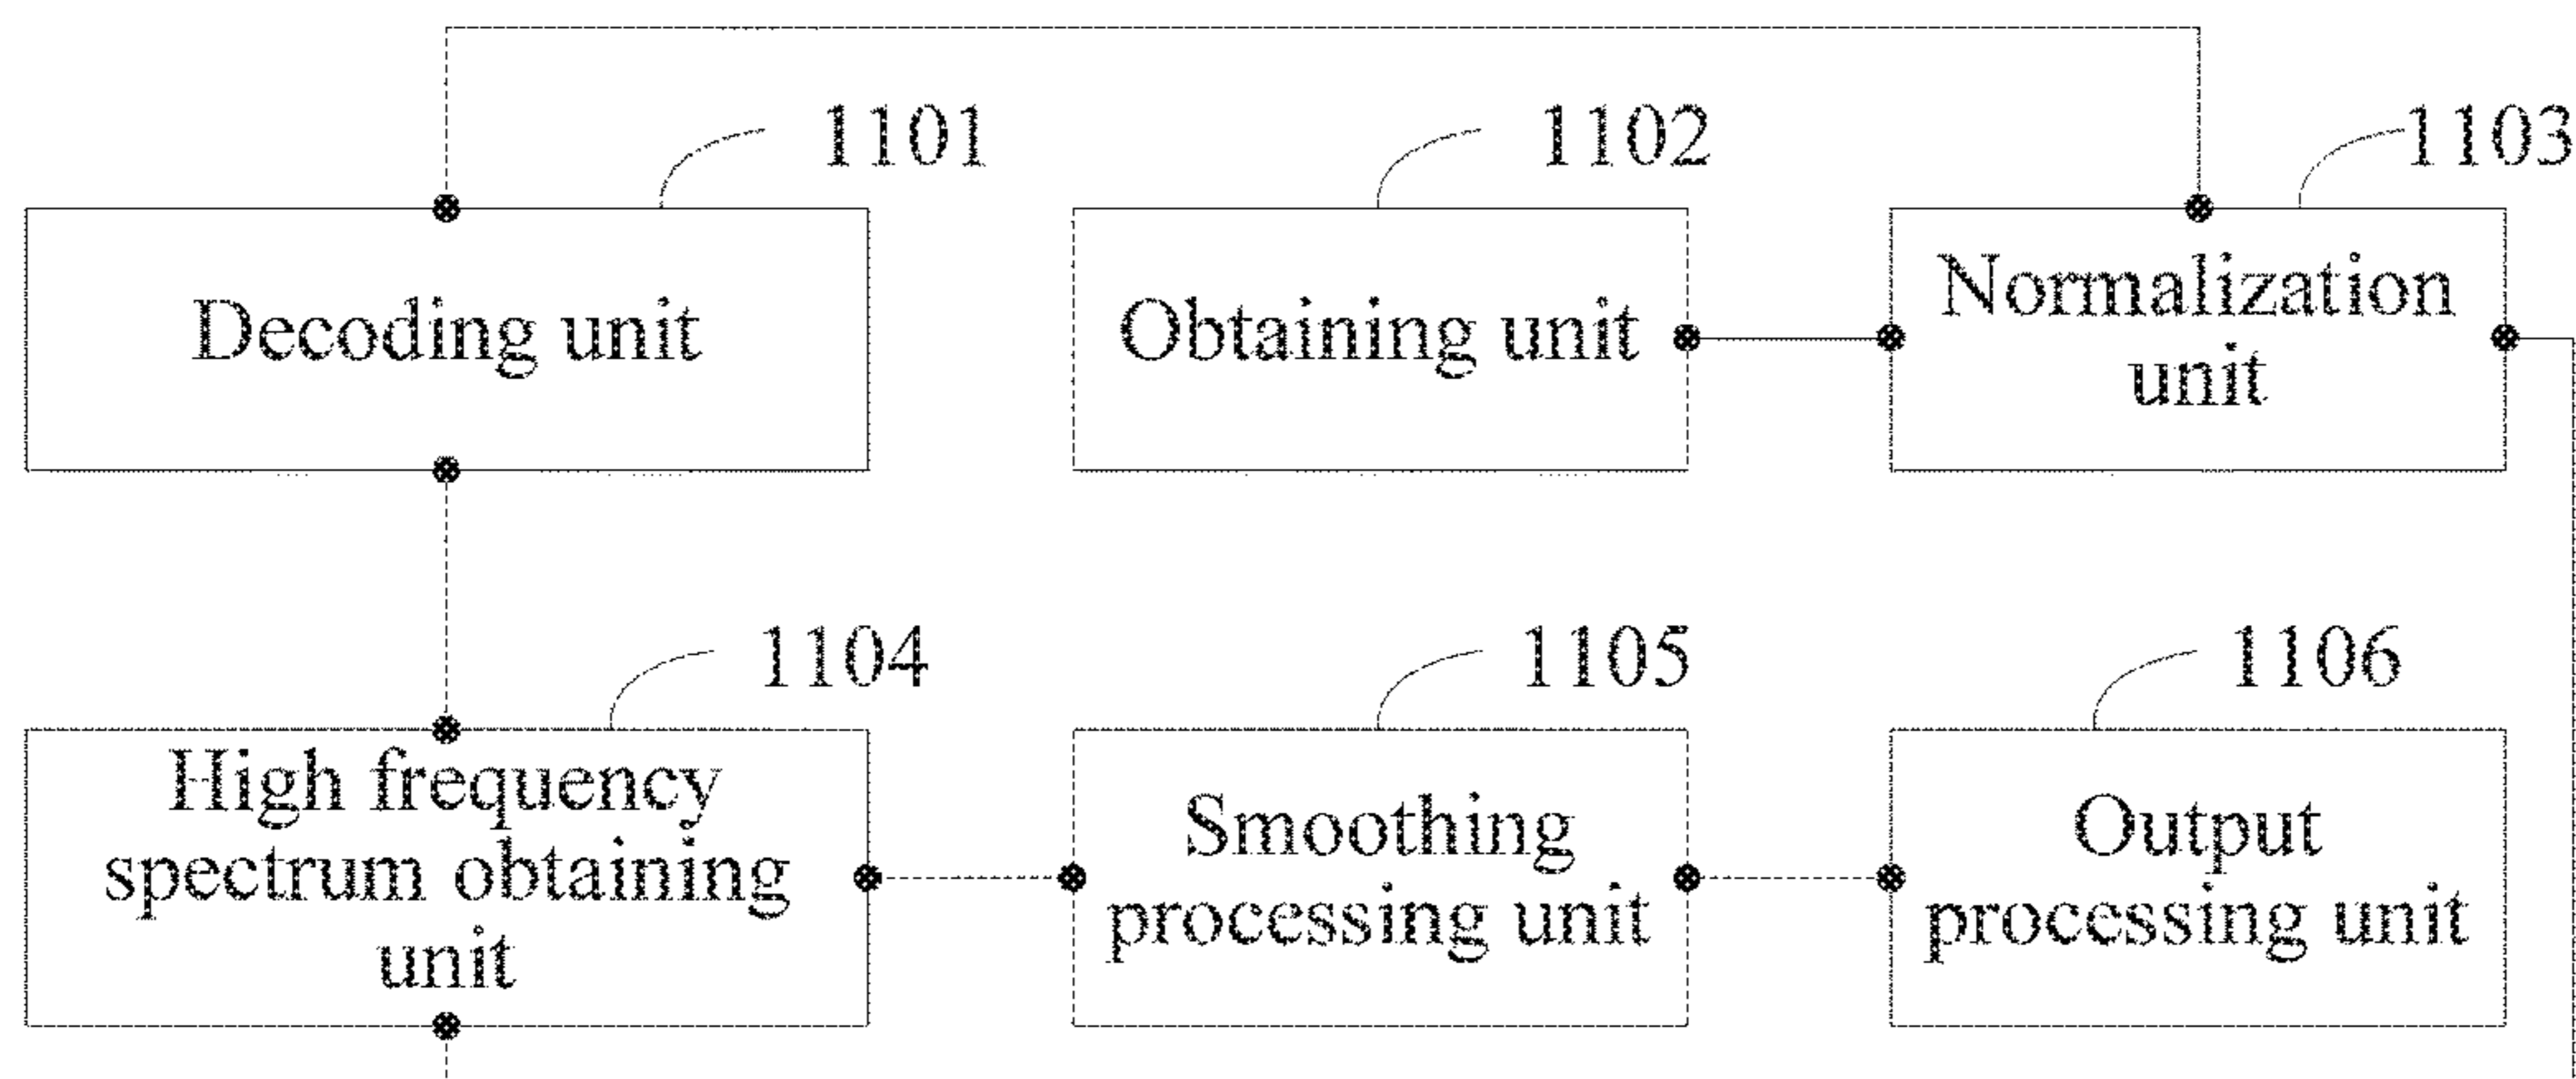 1101
1102
1103
Decoding unit
Obtaining unit
Normalization
unit
1104
1105
1106
High frequency
spectrum obtaining
unit
Smoothing
processing unit
Output
processing unit